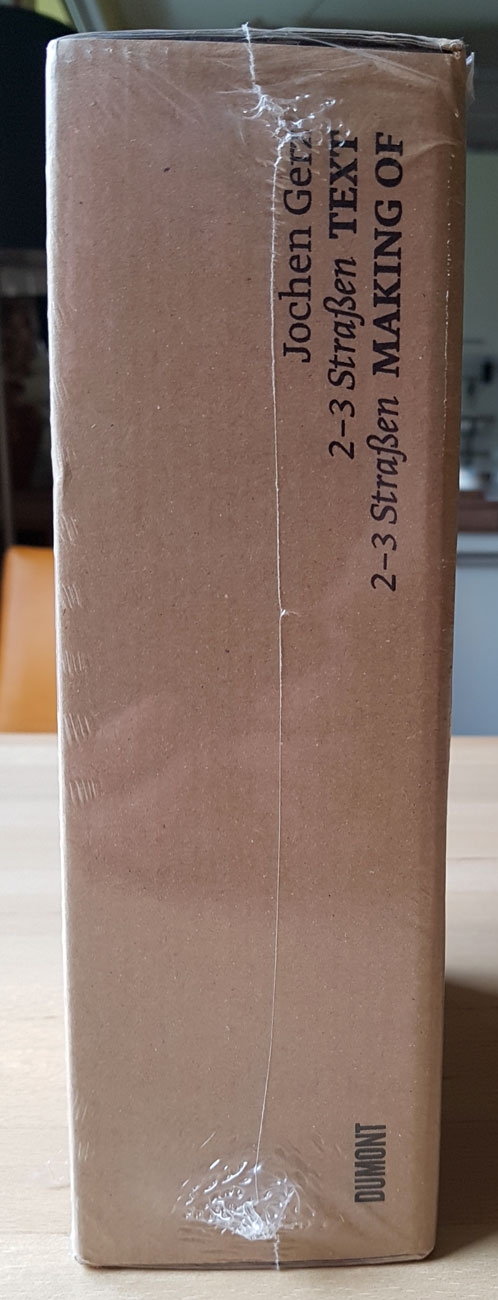 Jochen Gerz
2–3 Straßen TEXT
2–3 Straßen MAKING OF
DUMONT